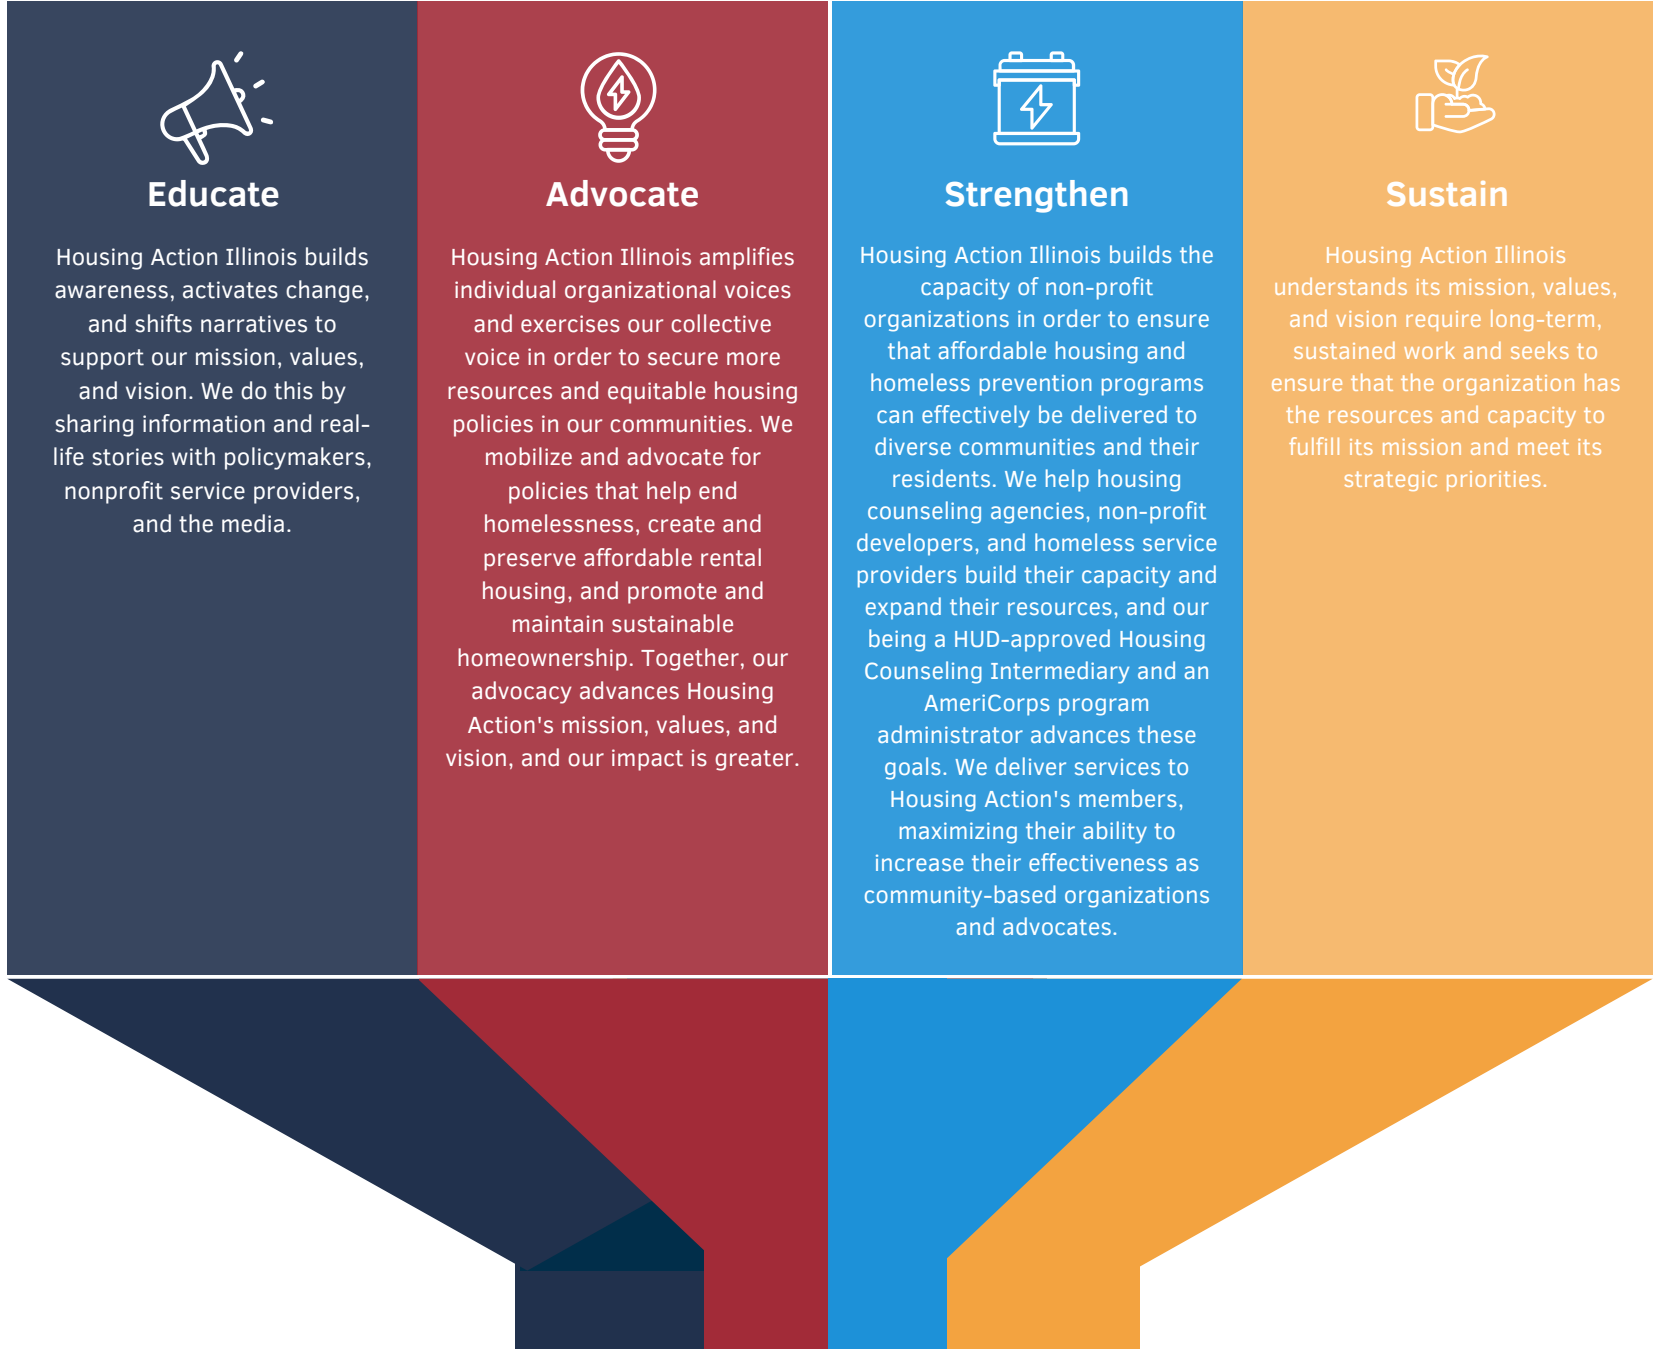 Educate
Housing Action Illinois builds
awareness, activates change,
and shifts narratives to
support our mission, values,
and vision. We do this by
sharing information and real-
life stories with policymakers,
nonprofit service providers,
and the media.
Advocate
Housing Action Illinois amplifies
individual organizational voices
and exercises our collective
voice in order to secure more
resources and equitable housing
policies in our communities. We
mobilize and advocate for
policies that help end
homelessness, create and
preserve affordable rental
housing, and promote and
maintain sustainable
homeownership. Together, our
advocacy advances Housing
Action's mission, values, and
vision, and our impact is greater.
Strengthen
Housing Action Illinois builds the
capacity of non-profit
organizations in order to ensure
that affordable housing and
homeless prevention programs
can effectively be delivered to
diverse communities and their
residents. We help housing
counseling agencies, non-profit
developers, and homeless service
providers build their capacity and
expand their resources, and our
being a HUD-approved Housing
Counseling Intermediary and an
AmeriCorps program
administrator advances these
goals. We deliver services to
Housing Action's members,
maximizing their ability to
increase their effectiveness as
community-based organizations
and advocates.
Sustain
Housing Action Illinois
understands its mission, values,
and vision require long-term,
sustained work and seeks to
ensure that the organization has
the resources and capacity to
fulfill its mission and meet its
strategic priorities.